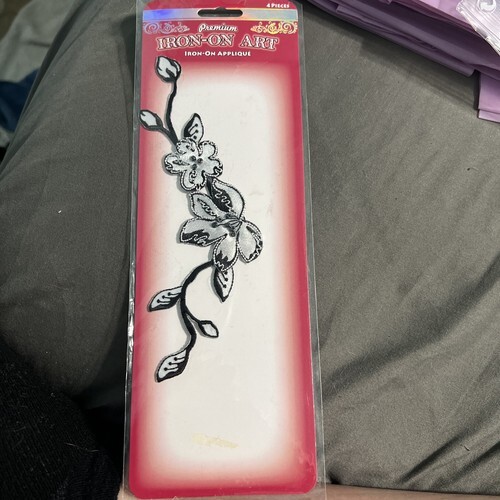 4 PIECES
Premium
IRON-ON ART
IRON-ON APPLIQUE